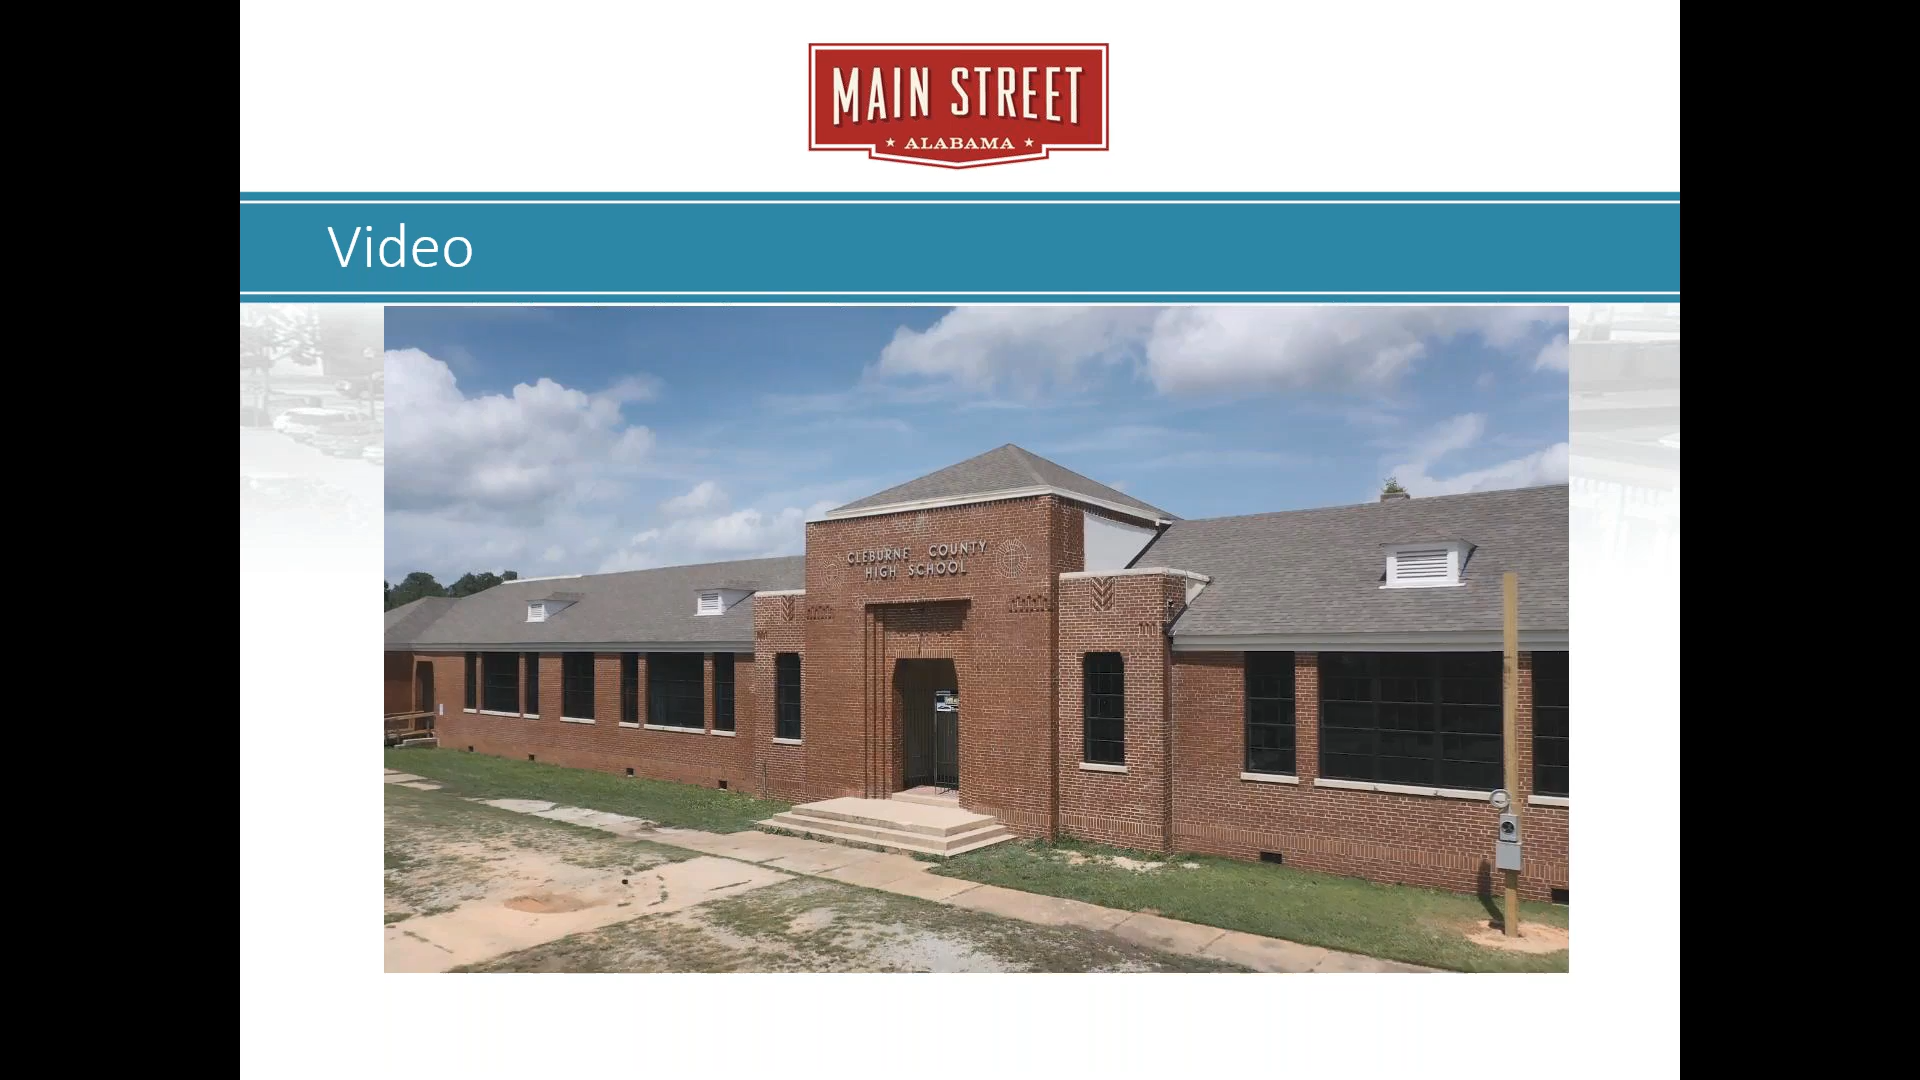 MAIN STREET
ALABAMA
Video
CLEBURNE COUNTY
HIGH SCHOOL